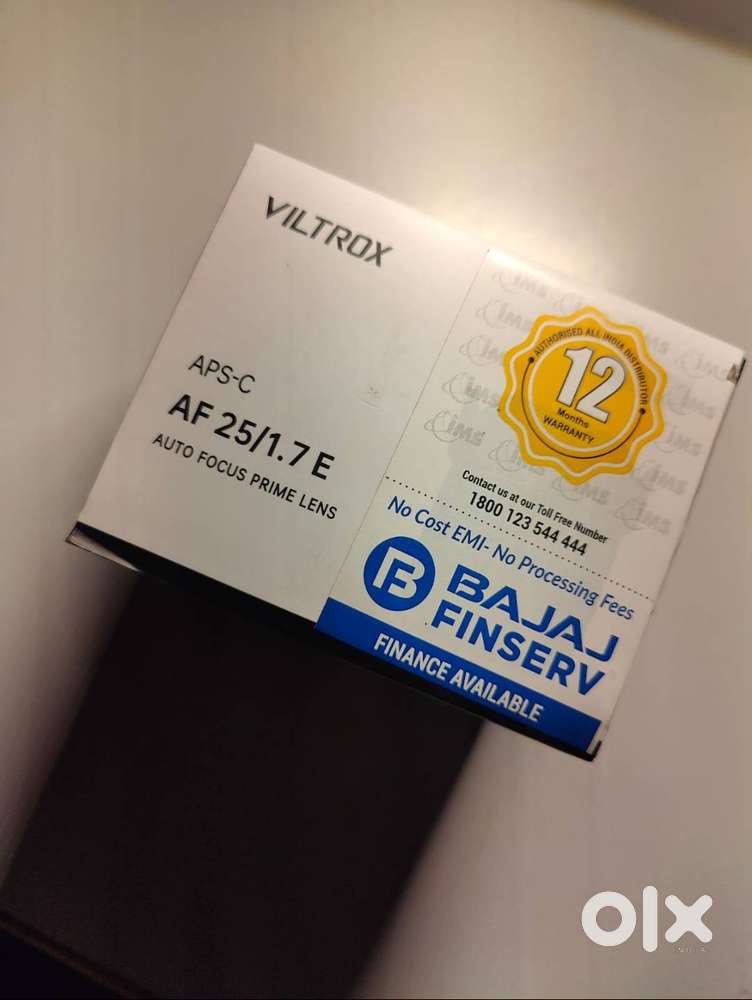 VILTROX
APS-C
AF 25/1.7 E
AUTO FOCUS PRIME LENS
ims
AUTHORISED ALL INDIA DISTRIBUTOR
12
Months
WARRANTY
Contact us at our Toll Free Number
1800 123 544 444
No Cost EMI- No Processing Fees
BAJAJ
FINSERV
FINANCE AVAILABLE
olx